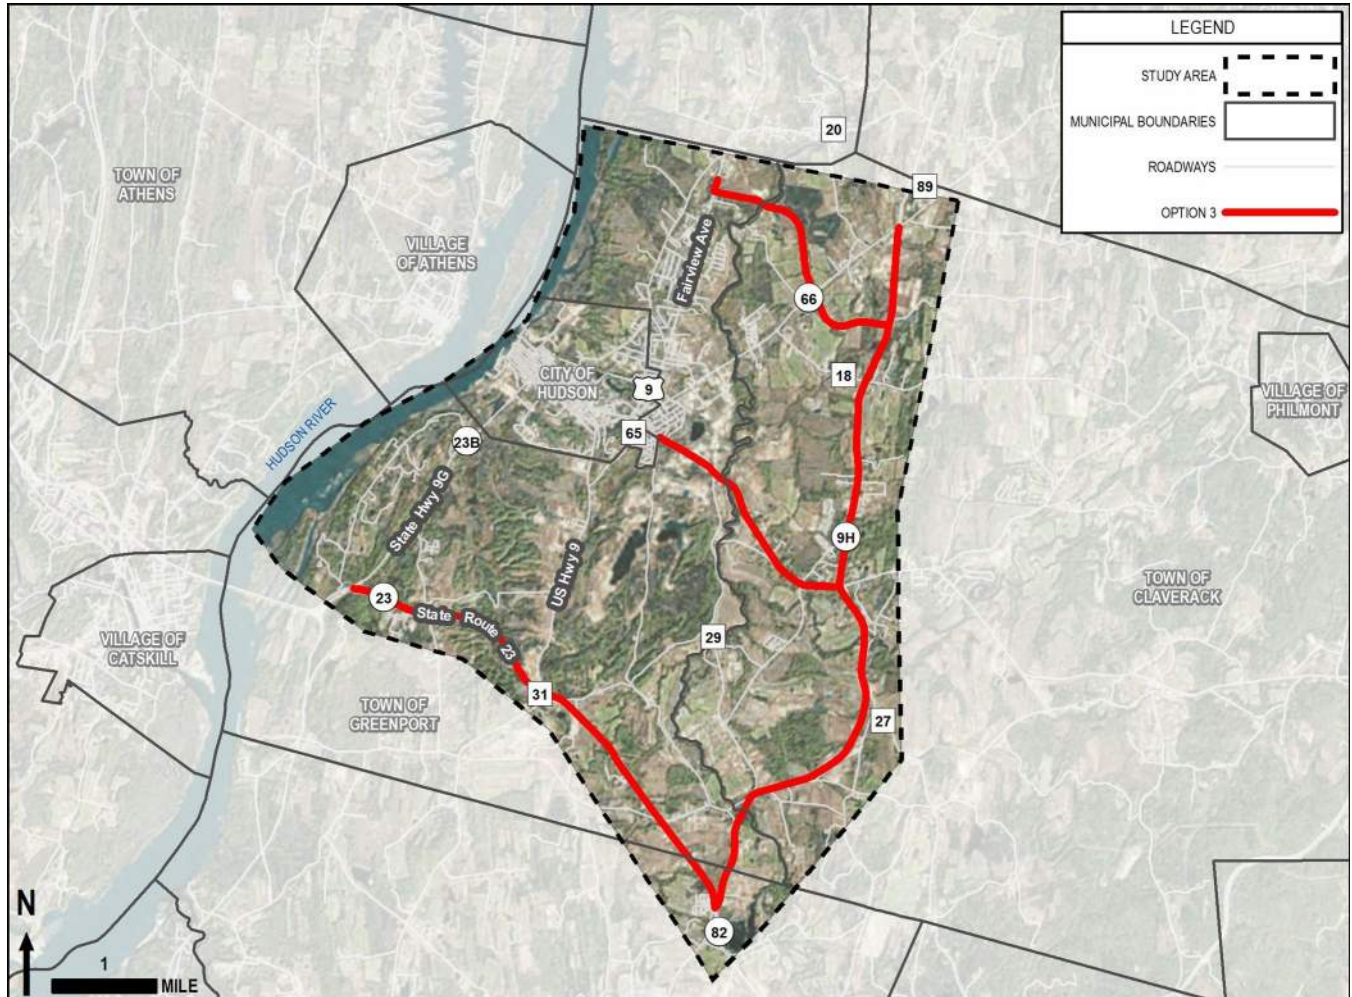 LEGEND
STUDY AREA
MUNICIPAL BOUNDARIES
ROADWAYS
OPTION 3
20
89
TOWN OF
ATHENS
VILLAGE
OF ATHENS
Fairview Ave
66
18
CITY OF
HUDSON
9
VILLAGE OF
PHILMONT
HUDSON RIVER
23B
65
State Hwy 9G
9H
US Hwy 9
TOWN OF
CLAVERACK
23
State Route 23
29
VILLAGE OF
CATSKILL
31
TOWN OF
GREENPORT
27
82
N
1
MILE